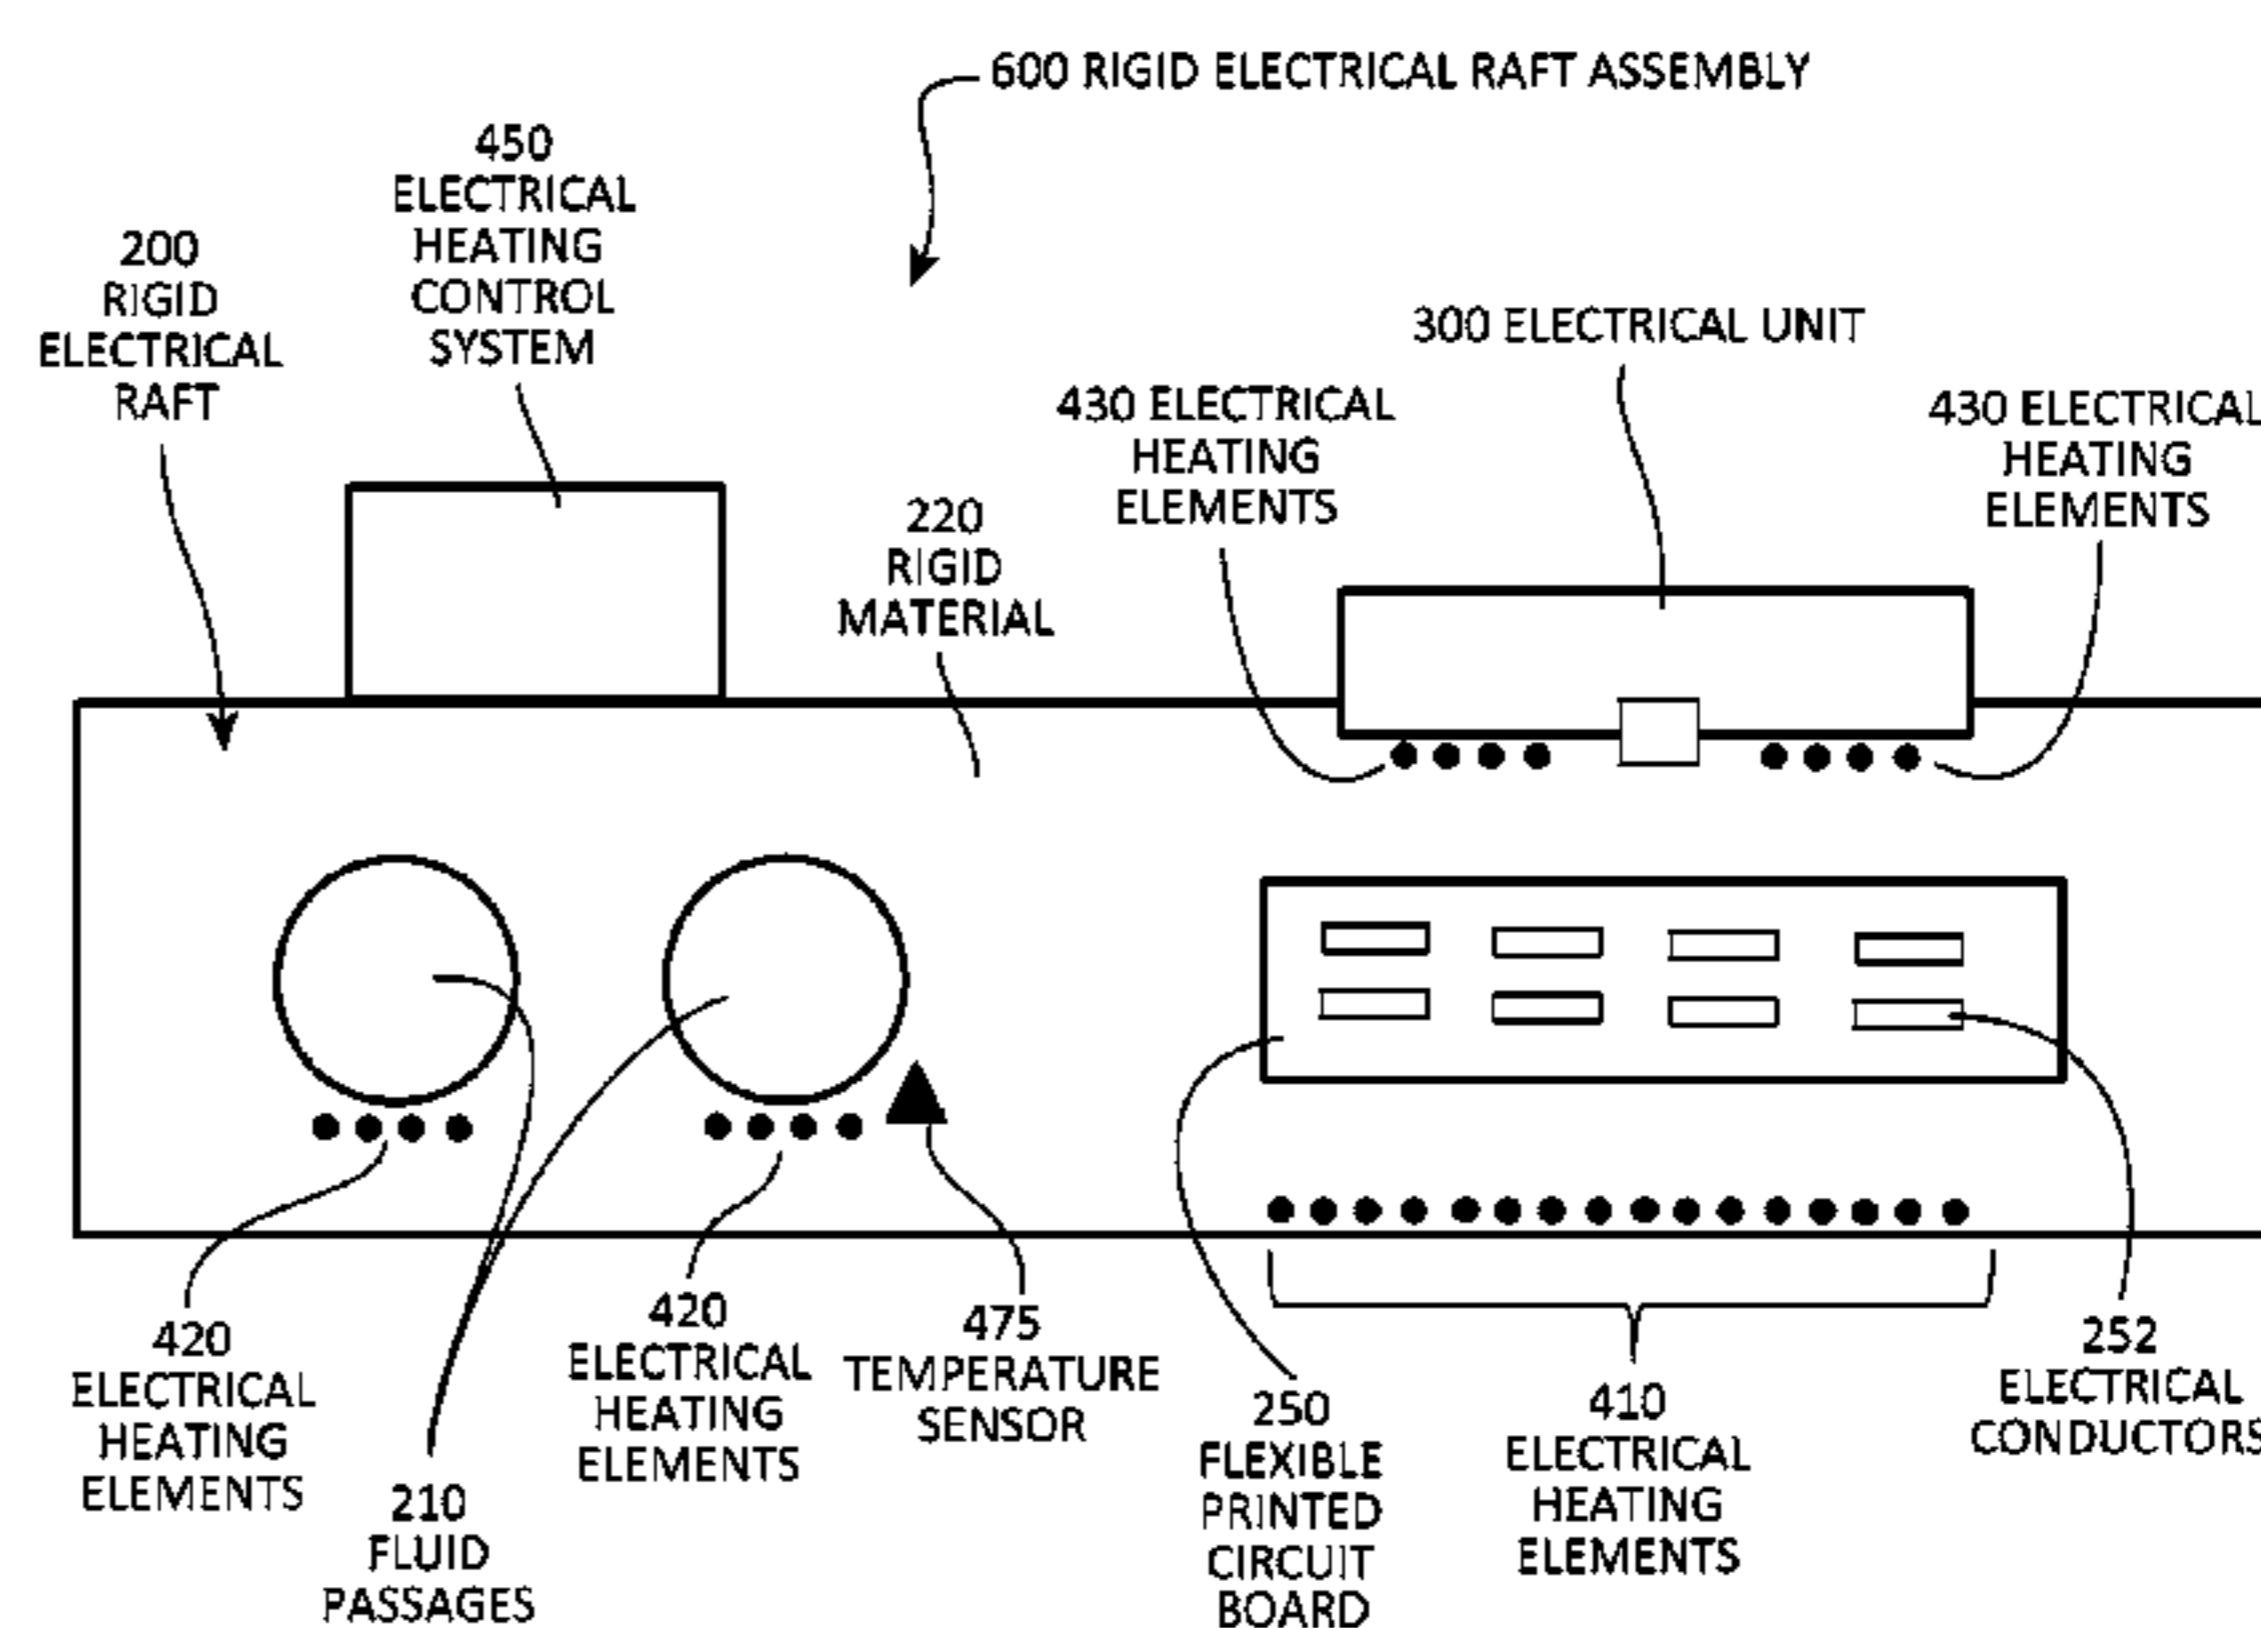 600 RIGID ELECTRICAL RAFT ASSEMBLY
450
ELECTRICAL
HEATING
CONTROL
SYSTEM
200
RIGID
ELECTRICAL
RAFT
300 ELECTRICAL UNIT
430 ELECTRICAL
HEATING
ELEMENTS
430 ELECTRICAL
HEATING
ELEMENTS
220
RIGID
MATERIAL
420
ELECTRICAL
HEATING
ELEMENTS
210
FLUID
PASSAGES
420
ELECTRICAL
HEATING
ELEMENTS
475
TEMPERATURE
SENSOR
250
FLEXIBLE
PRINTED
CIRCUIT
BOARD
410
ELECTRICAL
HEATING
ELEMENTS
252
ELECTRICAL
CONDUCTORS